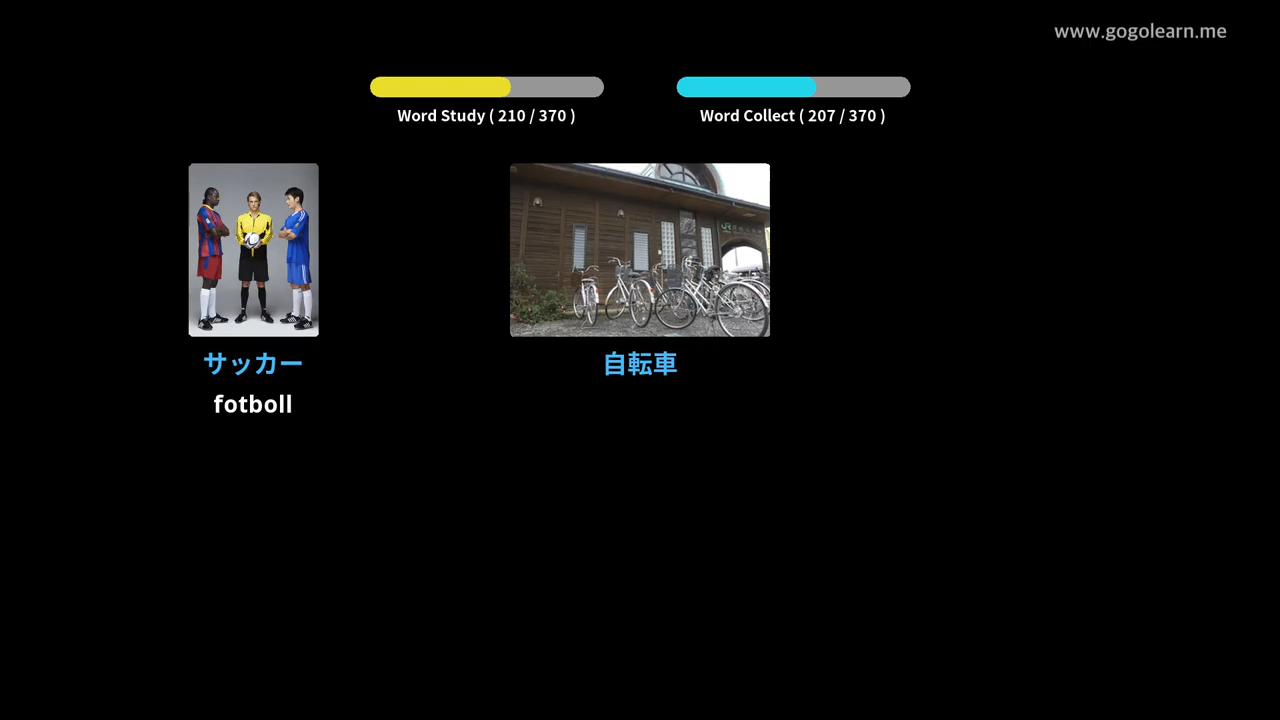 www.gogolearn.me
Word Study ( 210 / 370 )
Word Collect ( 207 / 370 )
JR
サッカー
自転車
fotboll